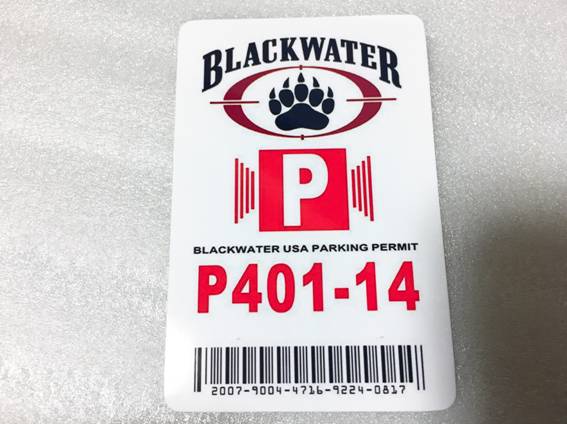 BLACKWATER
P
BLACKWATER USA PARKING PERMIT
P401-14
2007-9004-4716-9224-0817